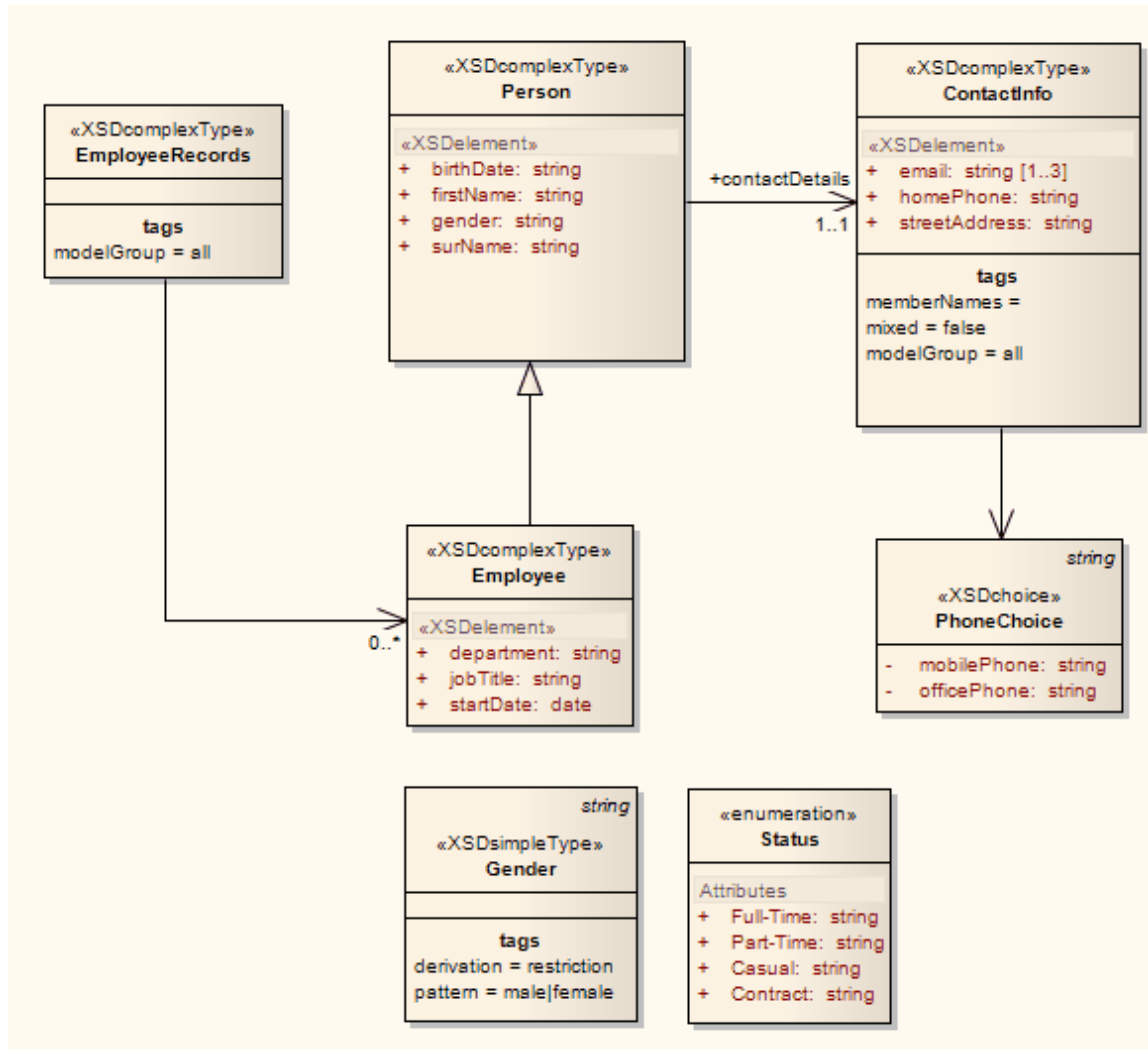 «XSDcomplexType»
EmployeeRecords
tags
modelGroup = all
«XSDcomplexType»
Person
«XSDelement»
+ birthDate: string
+ firstName: string
+ gender: string
+ surName: string
+contactDetails
1..1
«XSDcomplexType»
ContactInfo
«XSDelement»
+ email: string [1..3]
+ homePhone: string
+ streetAddress: string
tags
memberNames =
mixed = false
modelGroup = all
0..*
«XSDcomplexType»
Employee
«XSDelement»
+ department: string
+ jobTitle: string
+ startDate: date
string
«XSDchoice»
PhoneChoice
- mobilePhone: string
- officePhone: string
string
«XSDsimpleType»
Gender
tags
derivation = restriction
pattern = male|female
«enumeration»
Status
Attributes
+ Full-Time: string
+ Part-Time: string
+ Casual: string
+ Contract: string